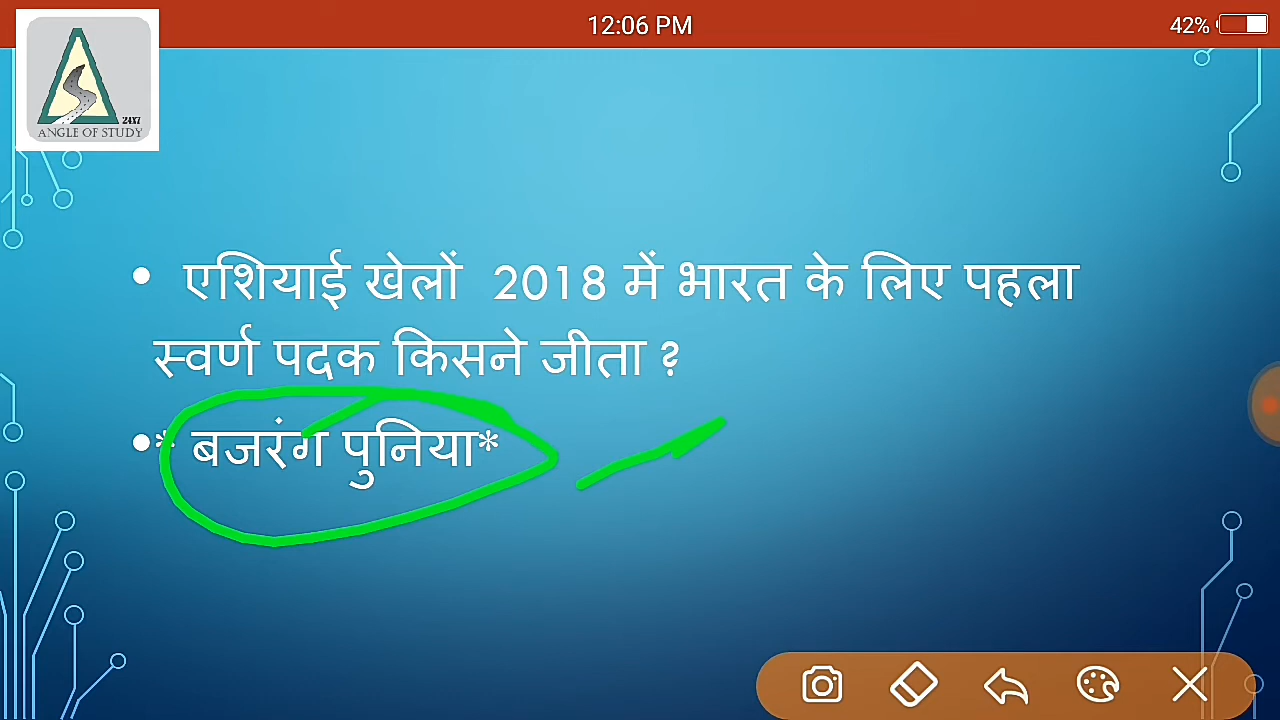 12:06 PM
42%
24X7
ANGLE OF STUDY
• एशियाई खेलों 2018 में भारत के लिए पहला
स्वर्ण पदक किसने जीता ?
•* बजरंग पुनिया*